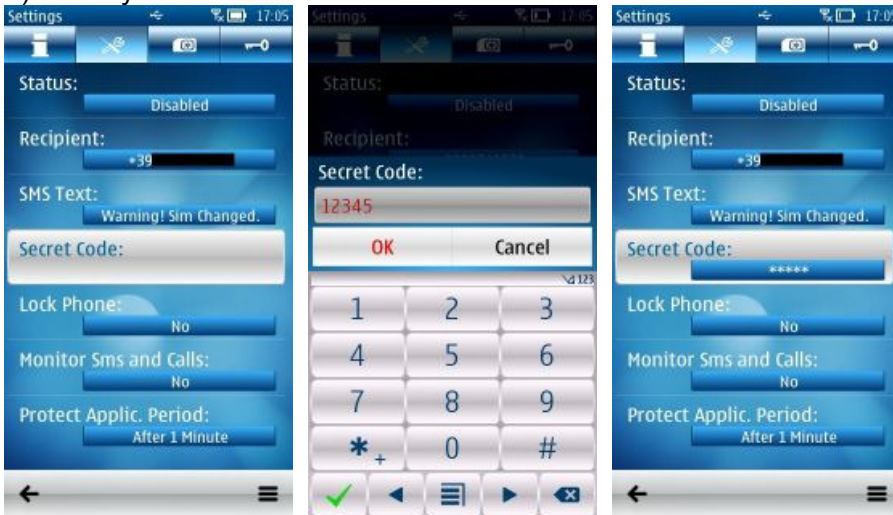 Settings 17:05
Status:
Disabled
Recipient:
+39
SMS Text:
Warning! Sim Changed.
Secret Code:
Lock Phone:
No
Monitor Sms and Calls:
No
Protect Applic. Period:
After 1 Minute
Settings 17:05
Status:
Disabled
Recipient:
Secret Code:
12345
OK Cancel
123
1 2 3
4 5 6
7 8 9
*+ 0 #
Settings 17:05
Status:
Disabled
Recipient:
+39
SMS Text:
Warning! Sim Changed.
Secret Code:
*****
Lock Phone:
No
Monitor Sms and Calls:
No
Protect Applic. Period:
After 1 Minute